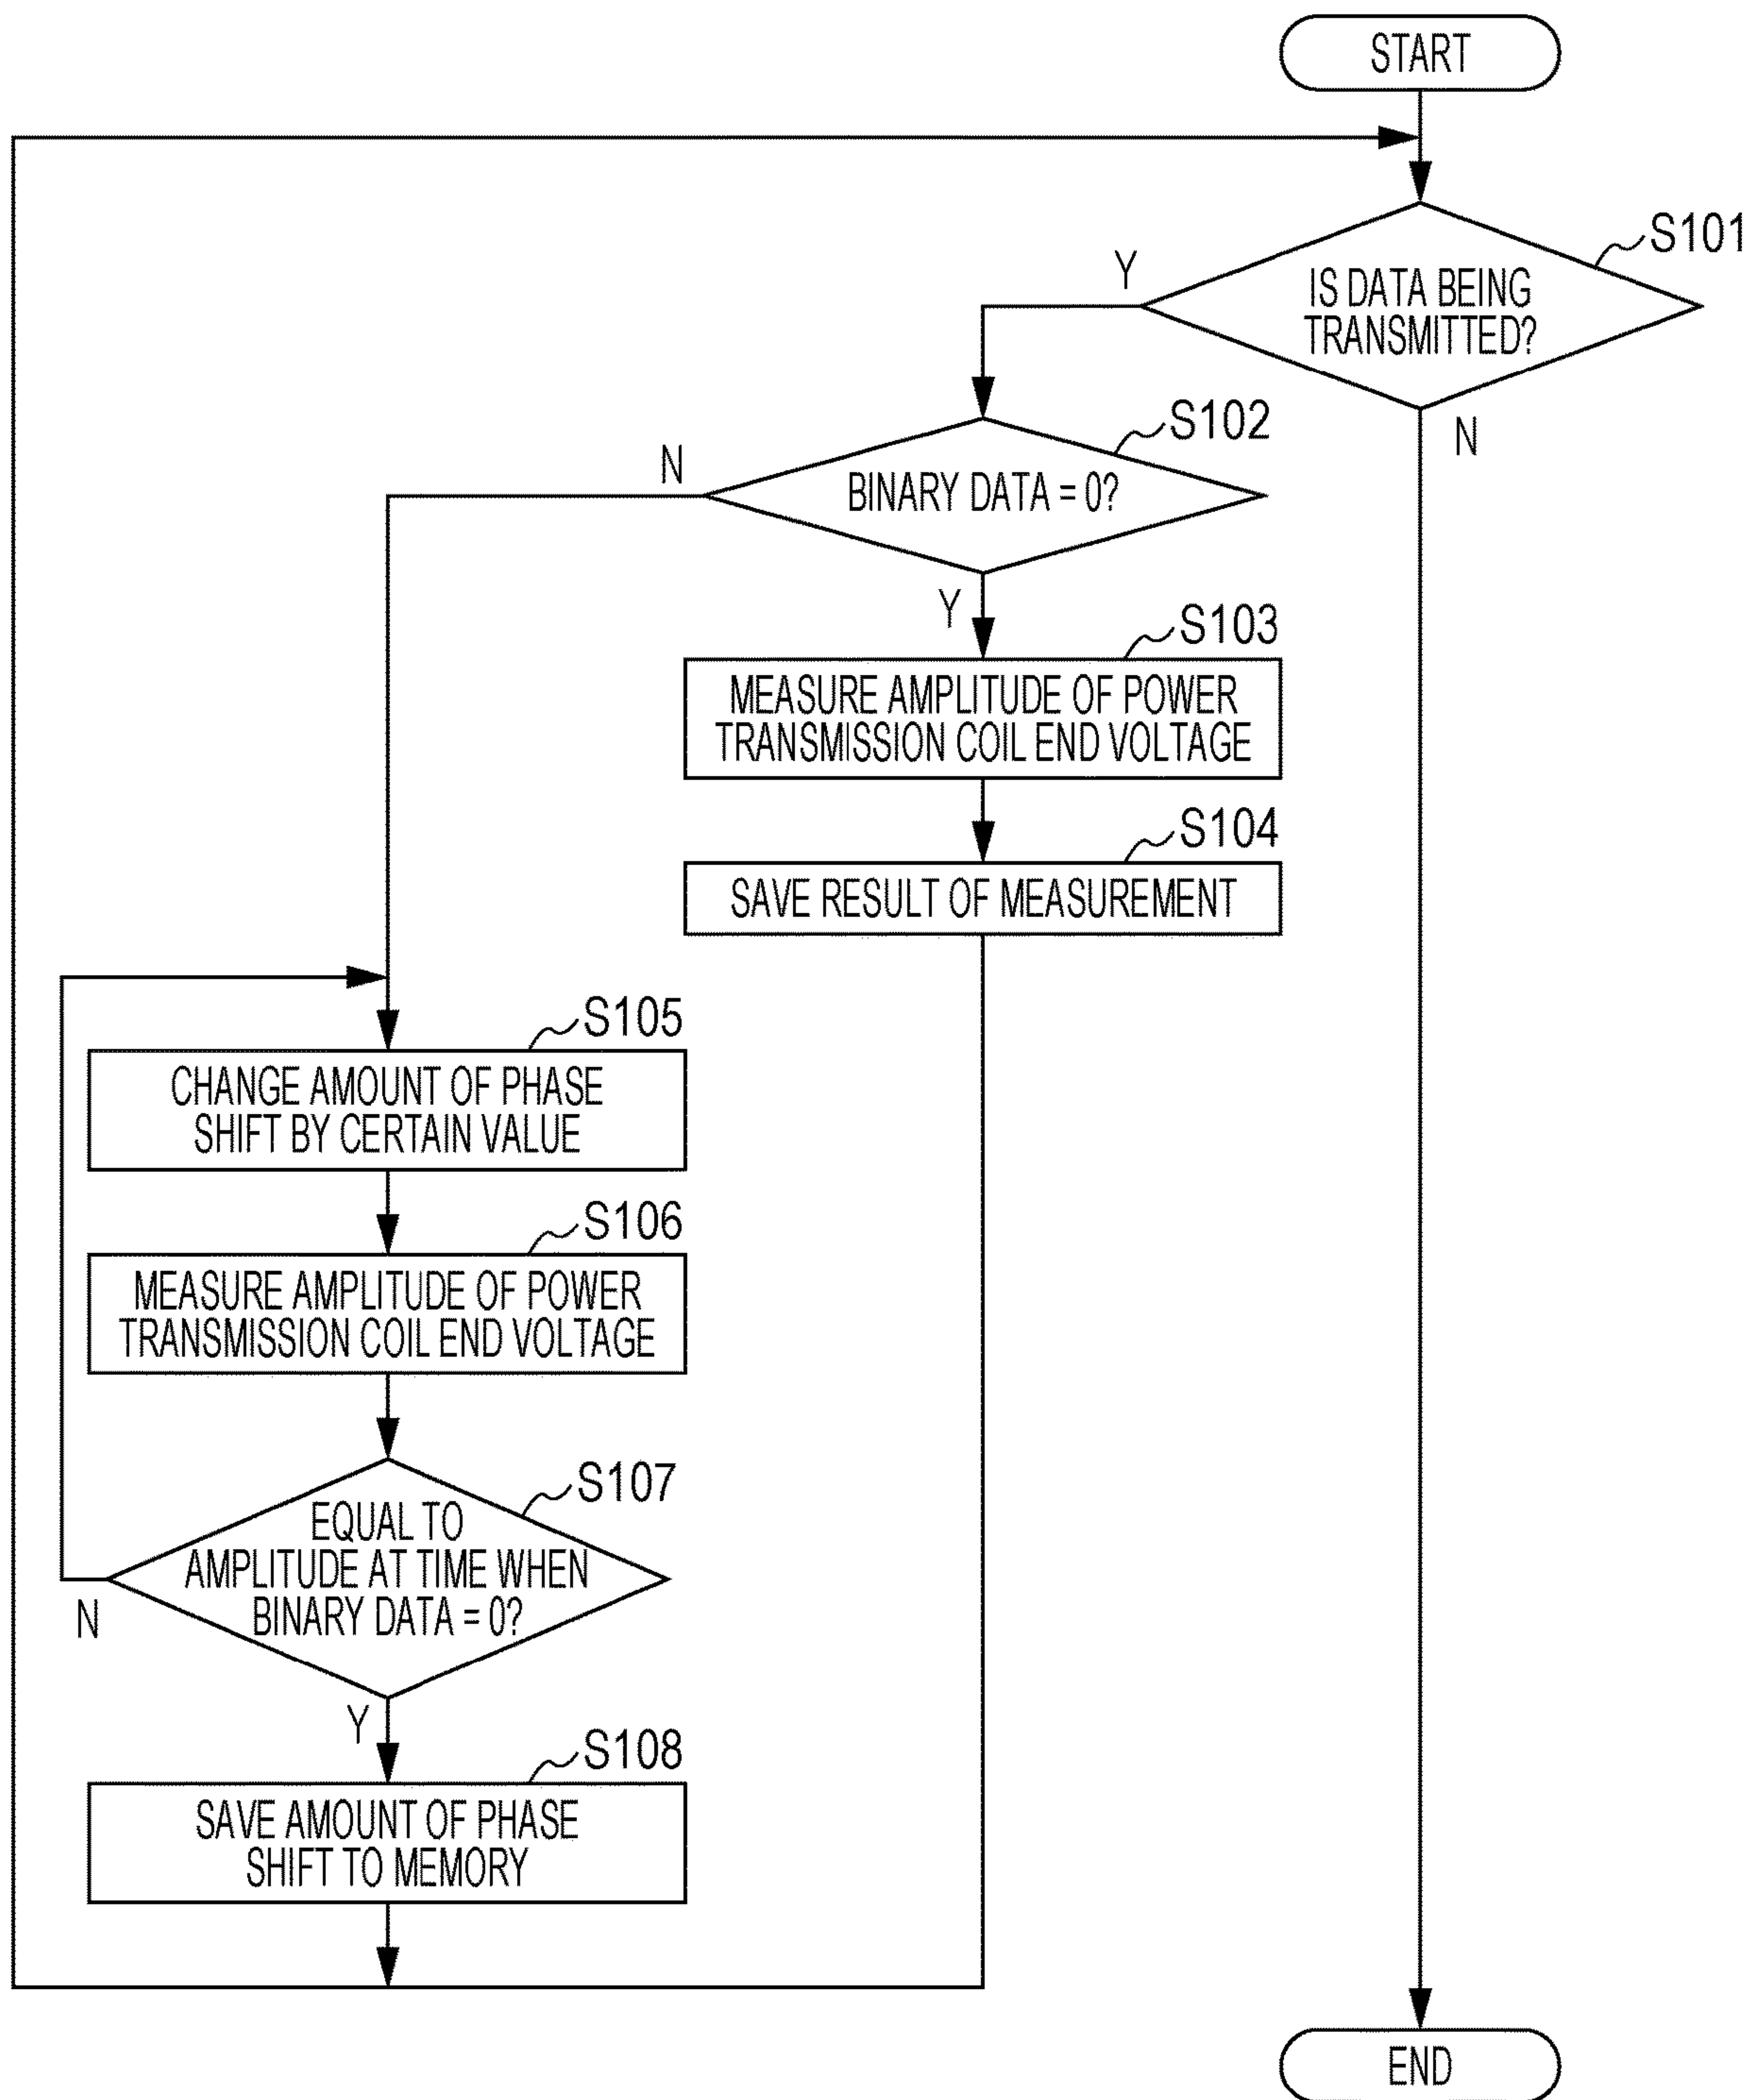 START
S101
Y
IS DATA BEING
TRANSMITTED?
N
S102
N
BINARY DATA = 0?
Y
S103
MEASURE AMPLITUDE OF POWER
TRANSMISSION COIL END VOLTAGE
S104
SAVE RESULT OF MEASUREMENT
S105
CHANGE AMOUNT OF PHASE
SHIFT BY CERTAIN VALUE
S106
MEASURE AMPLITUDE OF POWER
TRANSMISSION COIL END VOLTAGE
S107
EQUAL TO
AMPLITUDE AT TIME WHEN
BINARY DATA = 0?
N
Y
S108
SAVE AMOUNT OF PHASE
SHIFT TO MEMORY
END